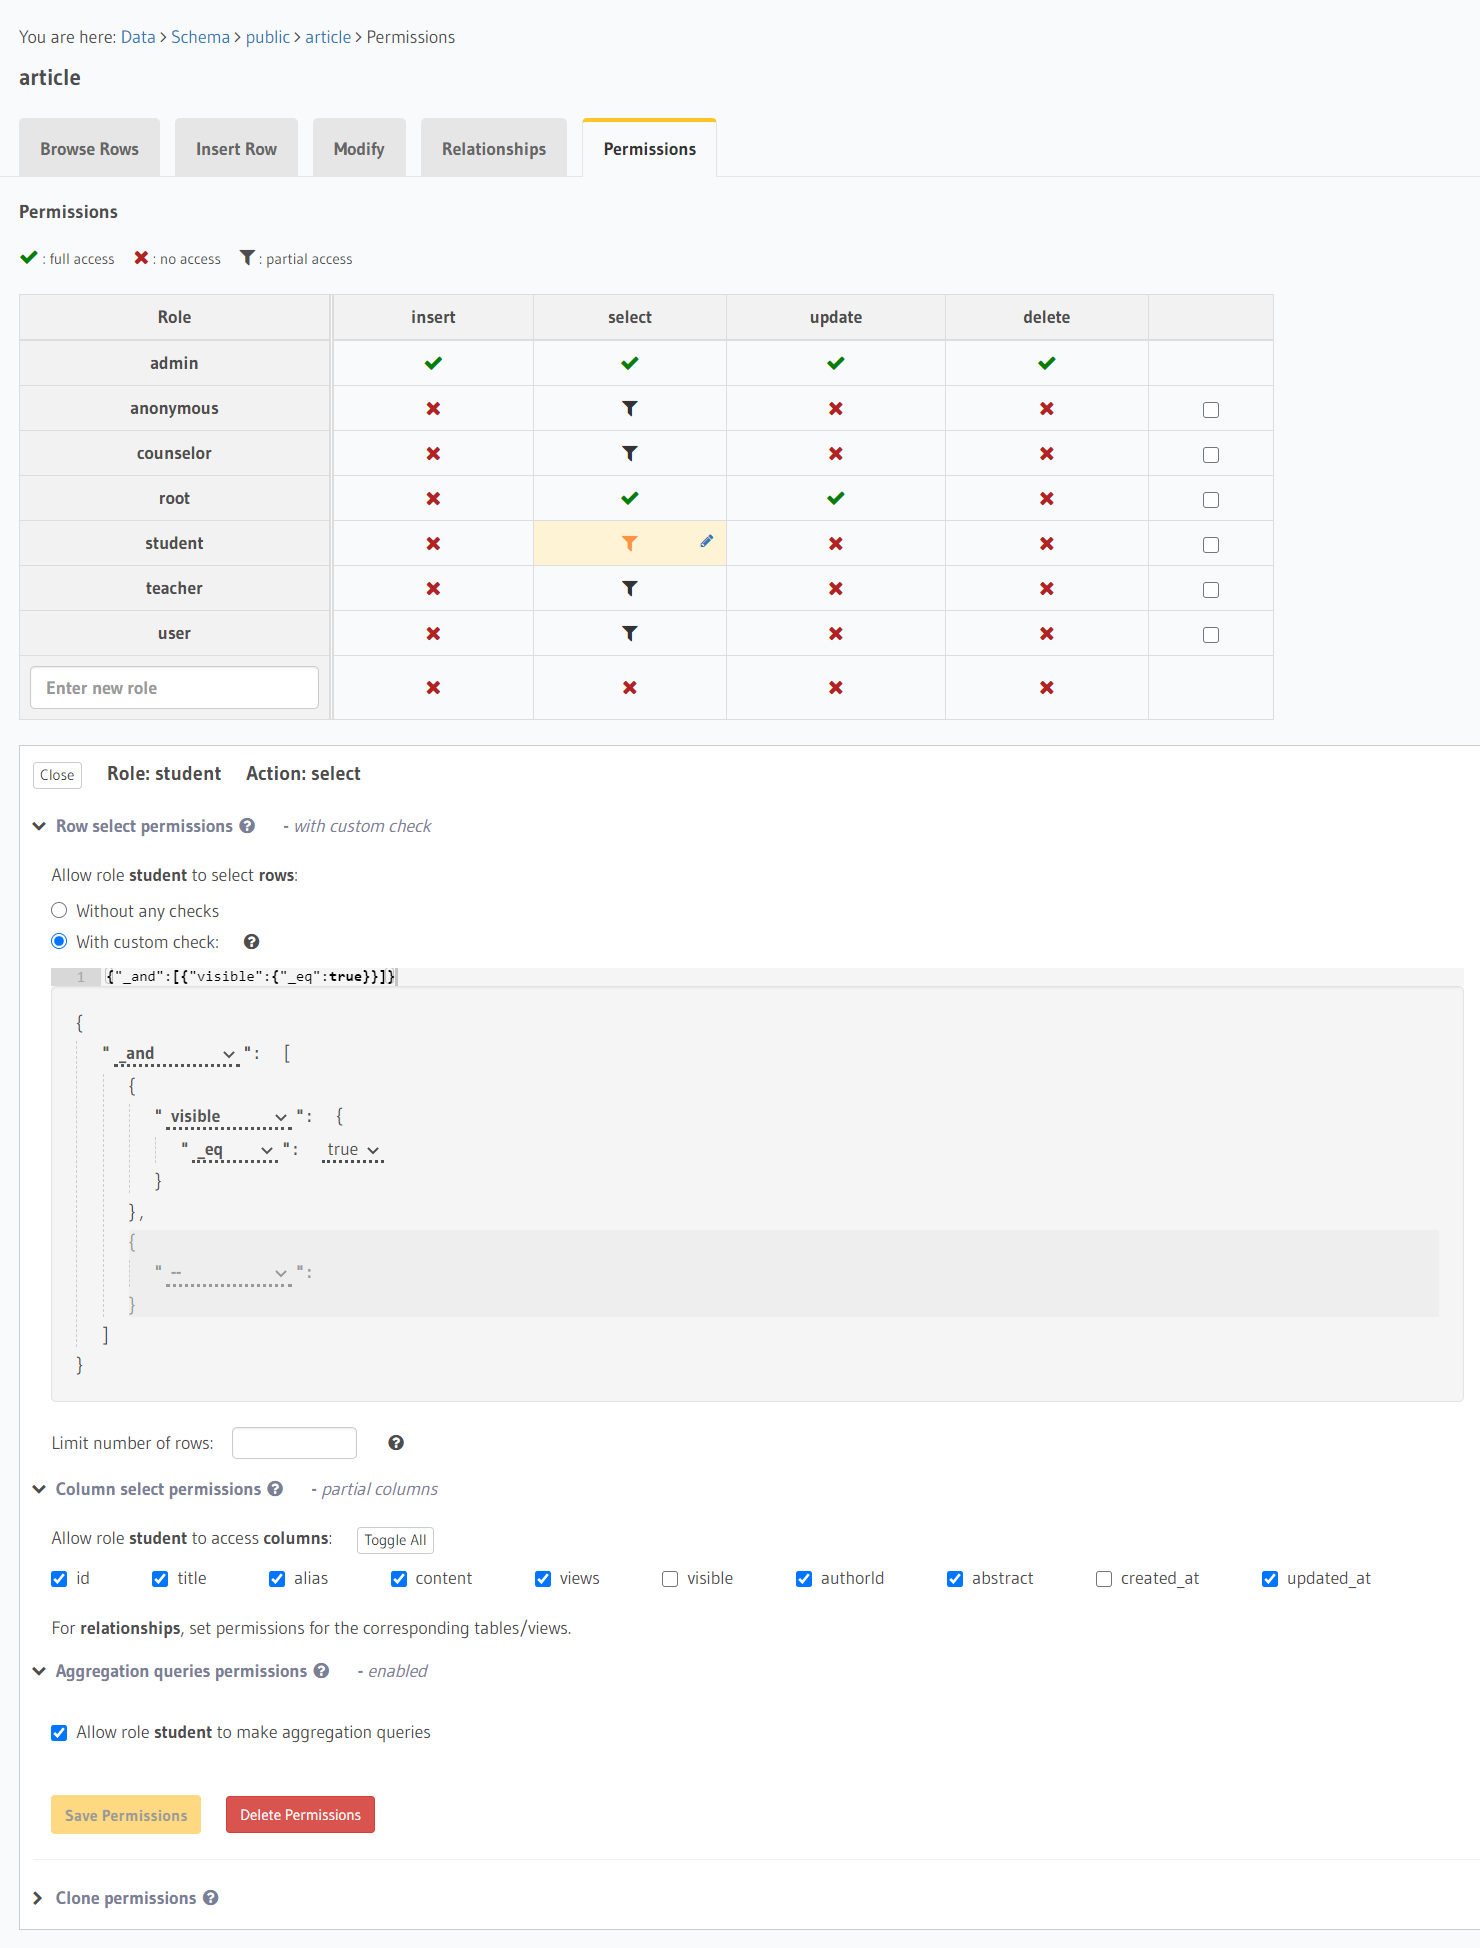 You are here: Data > Schema > public > article > Permissions
article
Browse Rows Insert Row Modify Relationships Permissions
Permissions
: full access : no access : partial access
Role insert select update delete
admin
anonymous
counselor
root
student
teacher
user
Enter new role
Close Role: student Action: select
Row select permissions - with custom check
Allow role student to select rows:
Without any checks
With custom check:
1 {"_and":[{"visible":{"_eq":true}}]}
{
"_and": [
{
"visible": {
"_eq": true
}
},
{
"--":
}
]
}
Limit number of rows:
Column select permissions - partial columns
Allow role student to access columns: Toggle All
id title alias content views visible authorId abstract created_at updated_at
For relationships, set permissions for the corresponding tables/views.
Aggregation queries permissions - enabled
Allow role student to make aggregation queries
Save Permissions Delete Permissions
Clone permissions